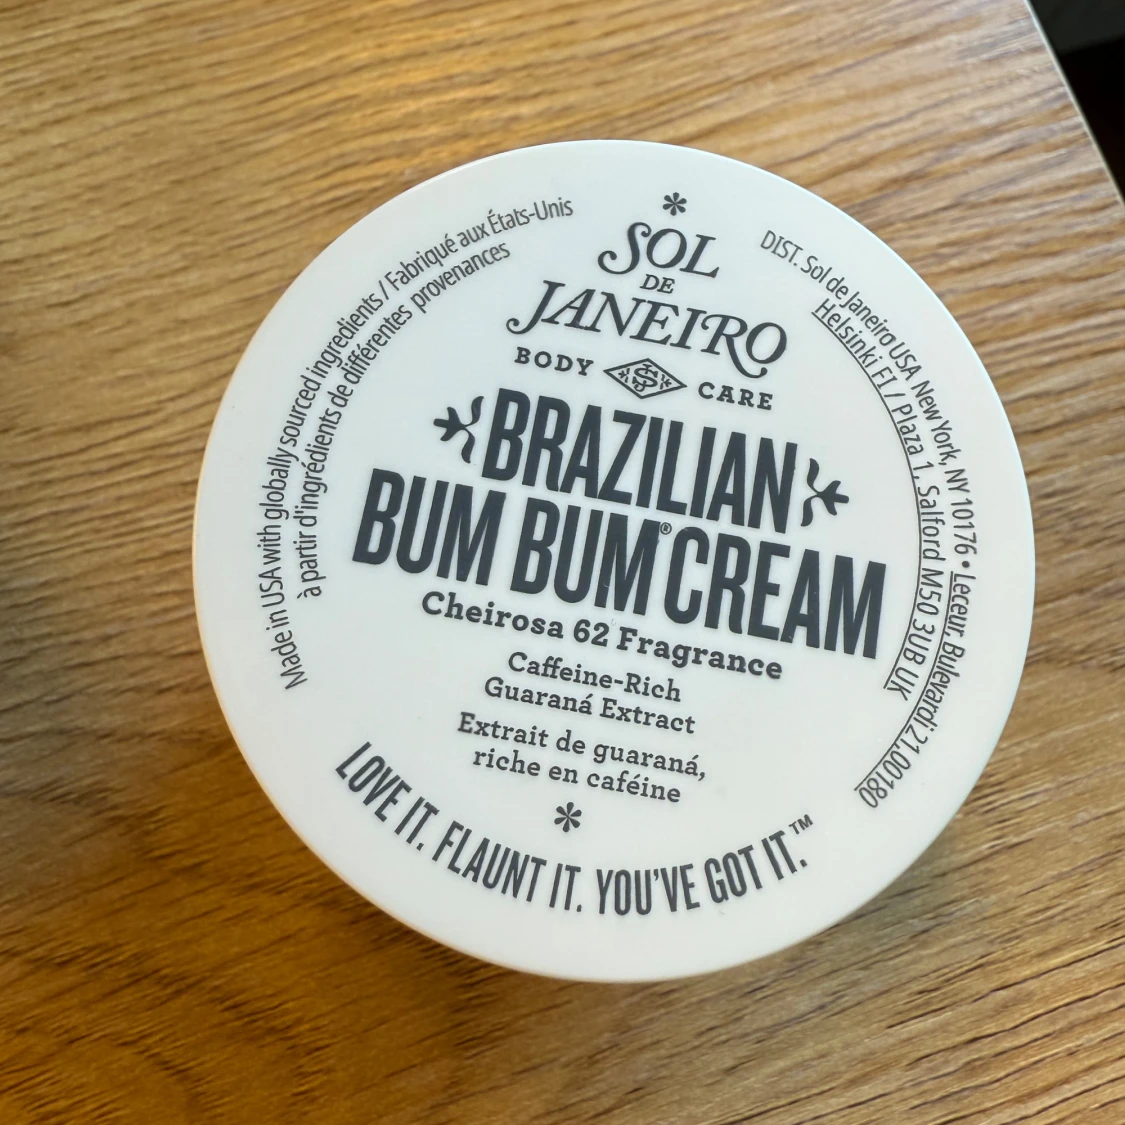 Made in USA with globally sourced ingredients / Fabriqué aux États-Unis
à partir d'ingrédients de différentes provenances
*
SOL
DE
JANEIRO
BODY CARE
BRAZILIAN
BUM BUM® CREAM
Cheirosa 62 Fragrance
Caffeine-Rich
Guaraná Extract
Extrait de guaraná,
riche en caféine
*
LOVE IT. FLAUNT IT. YOU'VE GOT IT.™
DIST. Sol de Janeiro USA New York, NY 10176 • Leceur, Bulevardi 21, 00180
Helsinki FI / Plaza 1, Salford M50 3UB UK